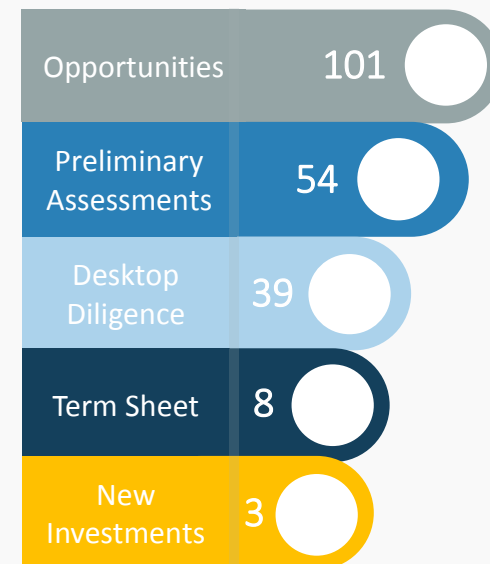 Opportunities 101
Preliminary
Assessments
54
Desktop
Diligence
39
Term Sheet 8
New
Investments
3